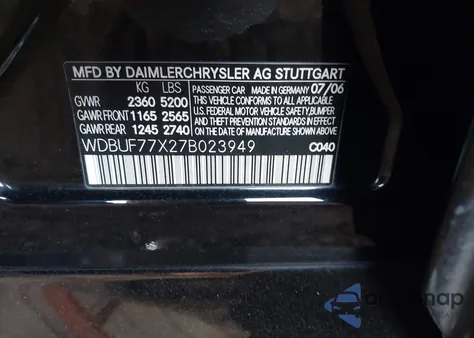 MFD BY DAIMLERCHRYSLER AG STUTTGART
KG LBS PASSENGER CAR MADE IN GERMANY 07/06
GVWR 2360 5200 THIS VEHICLE CONFORMS TO ALL APPLICABLE
GAWR FRONT 1165 2565 U.S. FEDERAL MOTOR VEHICLE SAFETY, BUMPER,
GAWR REAR 1245 2740 AND THEFT PREVENTION STANDARDS IN EFFECT ON THE DATE OF MANUFACTURE SHOWN ABOVE.
WDBUF77X27B023949 C040